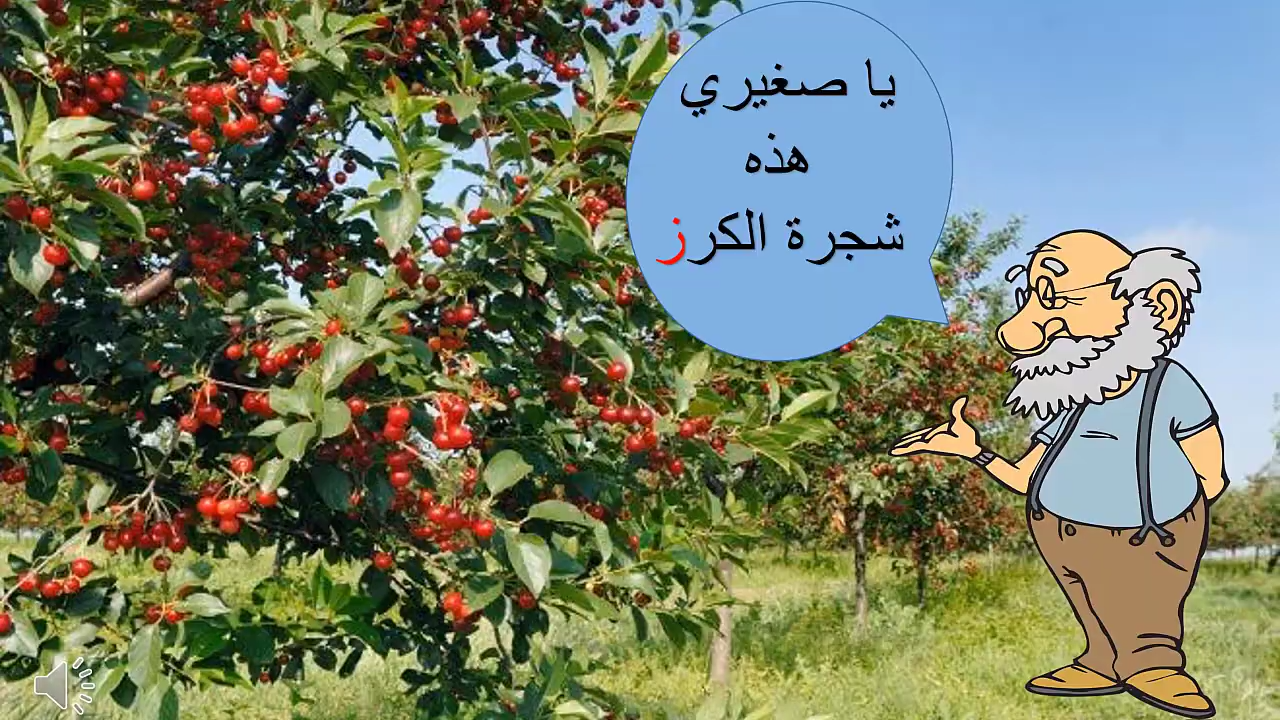 يا صغيري
هذه
شجرة الكرز